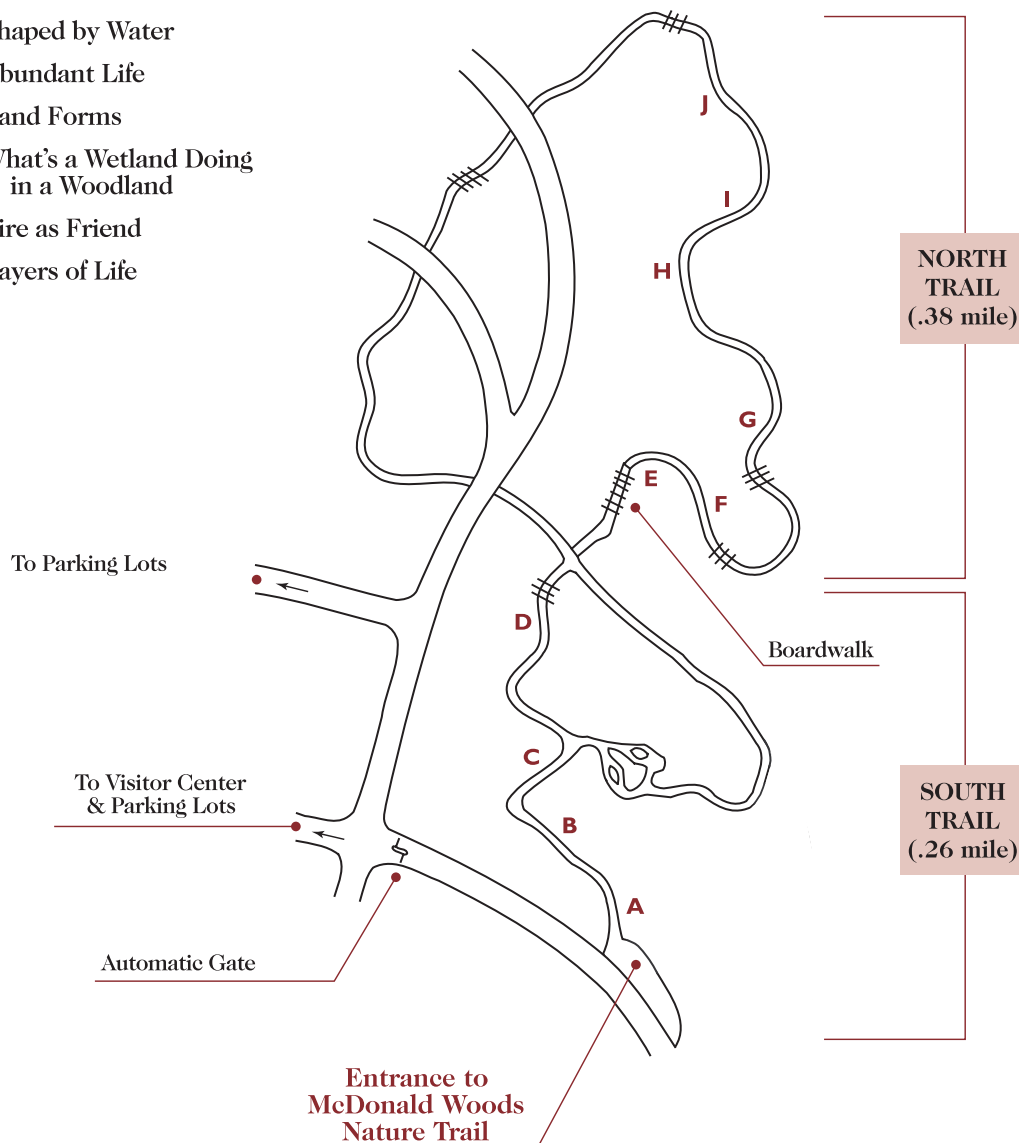 haped by Water
bundant Life
and Forms
hat's a Wetland Doing
in a Woodland
ire as Friend
ayers of Life
J
I
H
G
E
F
D
C
B
A
NORTH
TRAIL
(.38 mile)
To Parking Lots
Boardwalk
To Visitor Center
& Parking Lots
SOUTH
TRAIL
(.26 mile)
Automatic Gate
Entrance to
McDonald Woods
Nature Trail